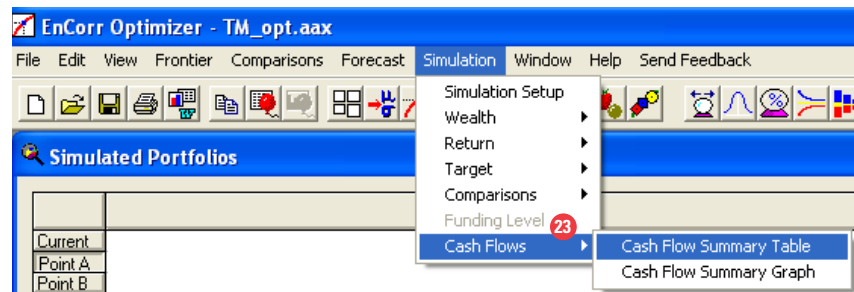 EnCorr Optimizer - TM_opt.aax
File Edit View Frontier Comparisons Forecast Simulation Window Help Send Feedback
Simulation Setup
Wealth
Return
Target
Comparisons
Funding Level
23
Cash Flows
Cash Flow Summary Table
Cash Flow Summary Graph
Simulated Portfolios
Current
Point A
Point B